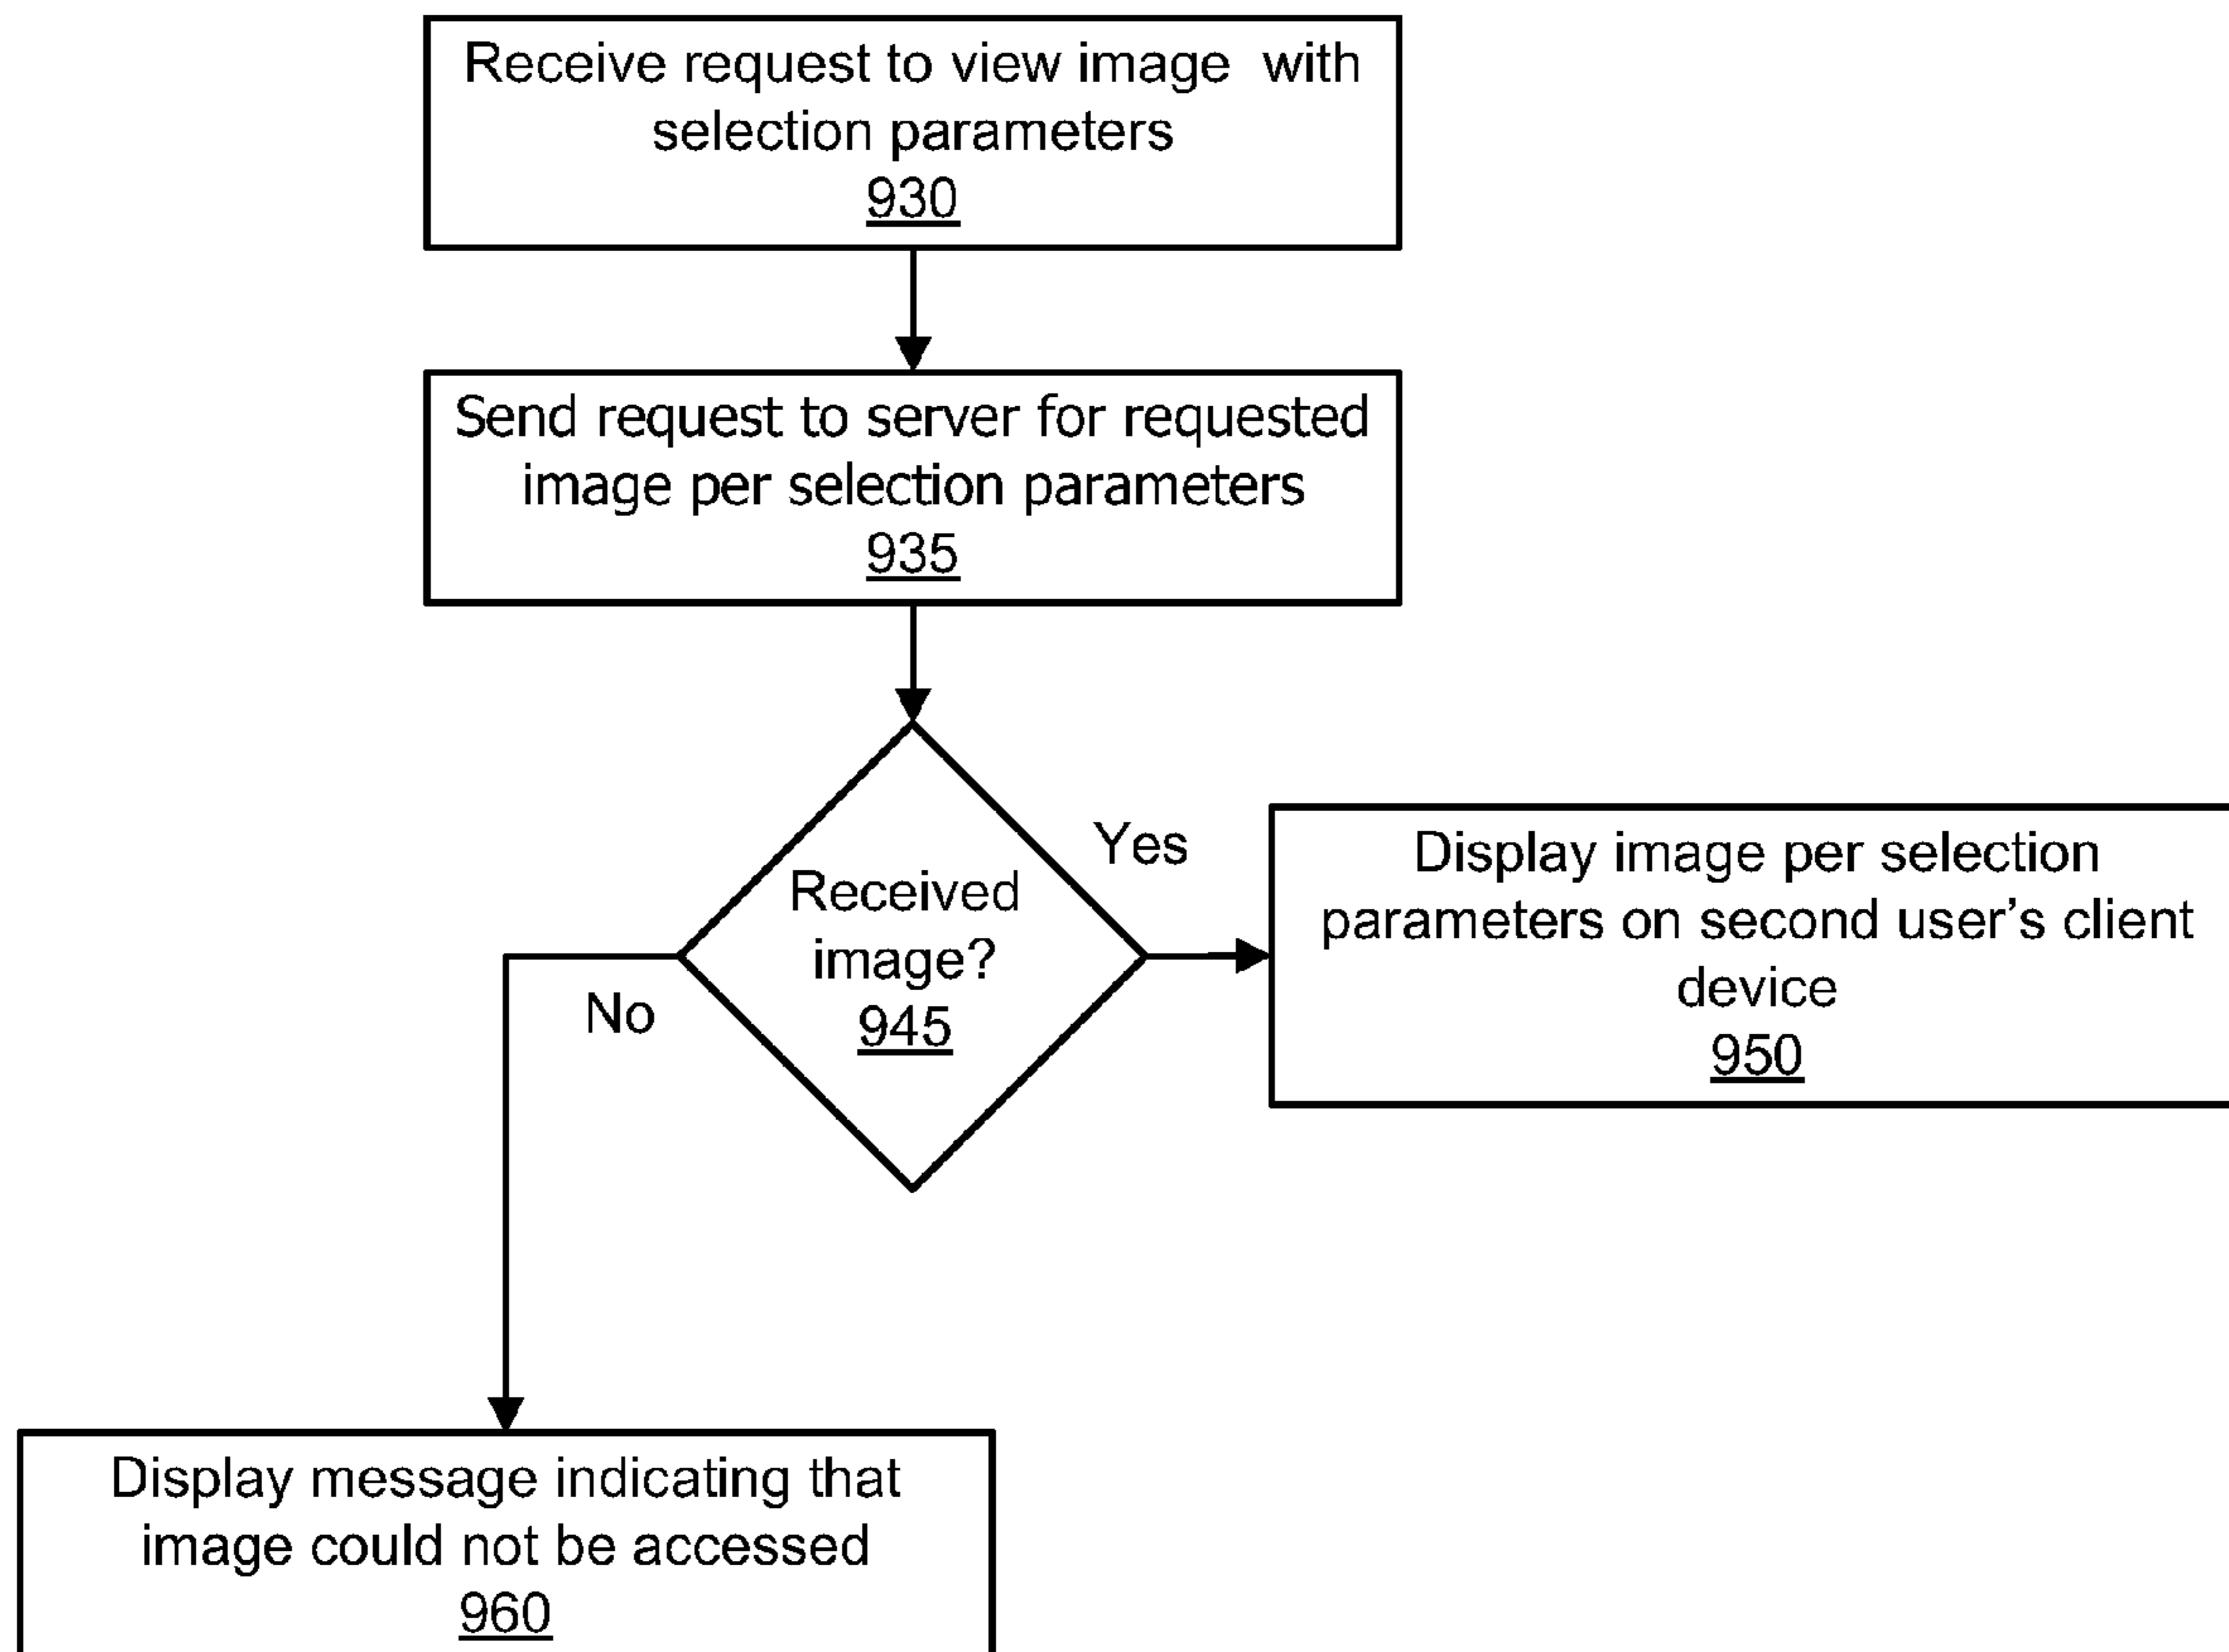 Receive request to view image with
selection parameters
930
Send request to server for requested
image per selection parameters
935
Yes
Received
image?
945
No
Display image per selection
parameters on second user’s client
device
950
Display message indicating that
image could not be accessed
960